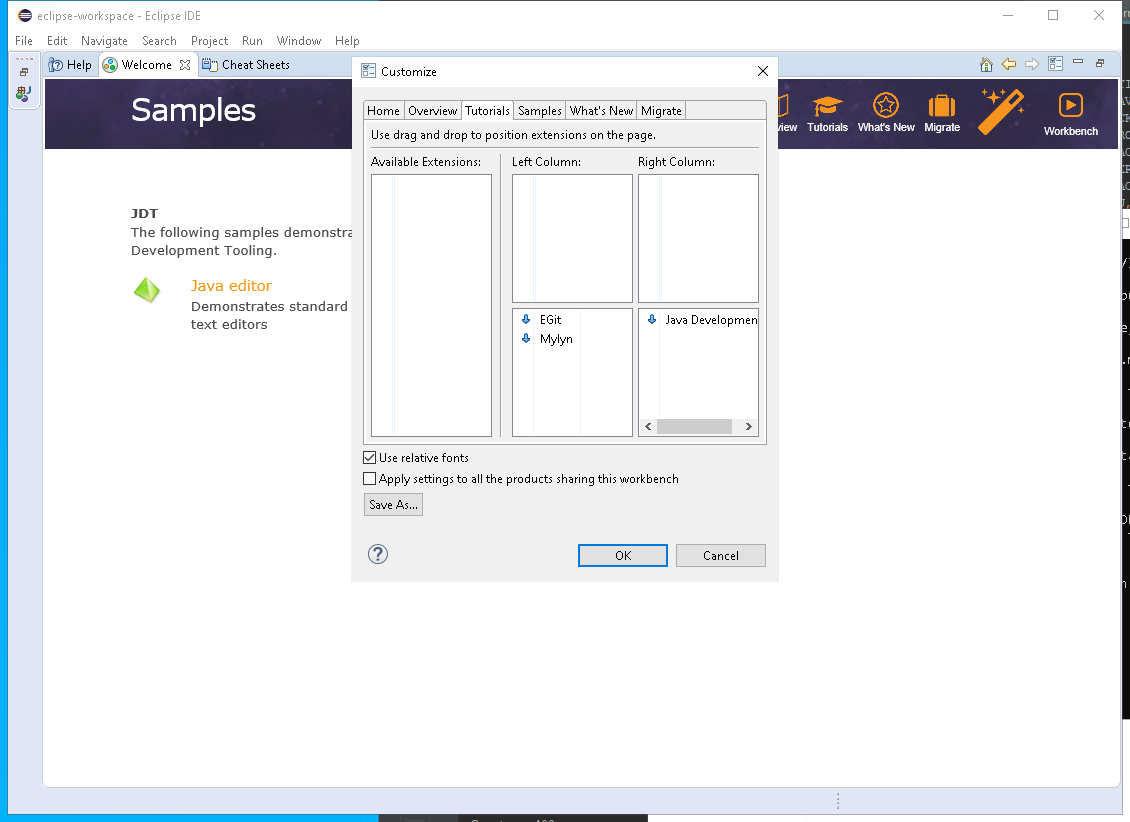 eclipse-workspace - Eclipse IDE
File Edit Navigate Search Project Run Window Help
Help Welcome Cheat Sheets
Samples
Tutorials What's New Migrate Workbench
JDT
The following samples
Development Tooling.
Java editor
Demonstrates standard
text editors
Customize
Home Overview Tutorials Samples What's New Migrate
Use drag and drop to position extensions on the page.
Available Extensions: Left Column: Right Column:
EGit
Mylyn
Java Developmen
Use relative fonts
Apply settings to all the products sharing this workbench
Save As...
? OK Cancel